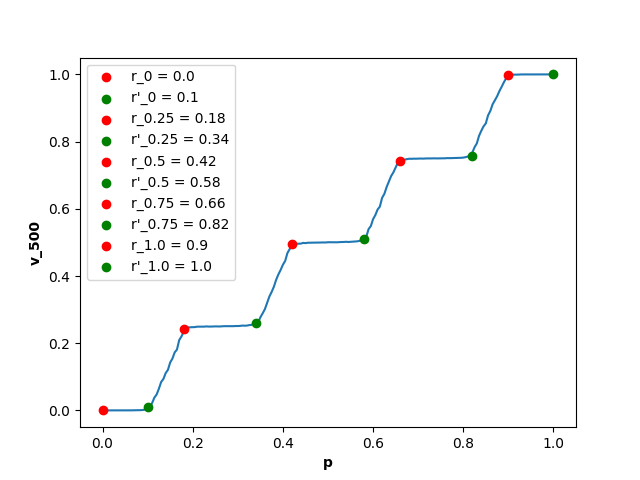 1.0
0.8
0.6
0.4
0.2
0.0
v_500
r_0 = 0.0
r'_0 = 0.1
r_0.25 = 0.18
r'_0.25 = 0.34
r_0.5 = 0.42
r'_0.5 = 0.58
r_0.75 = 0.66
r'_0.75 = 0.82
r_1.0 = 0.9
r'_1.0 = 1.0
0.0 0.2 0.4 0.6 0.8 1.0
p